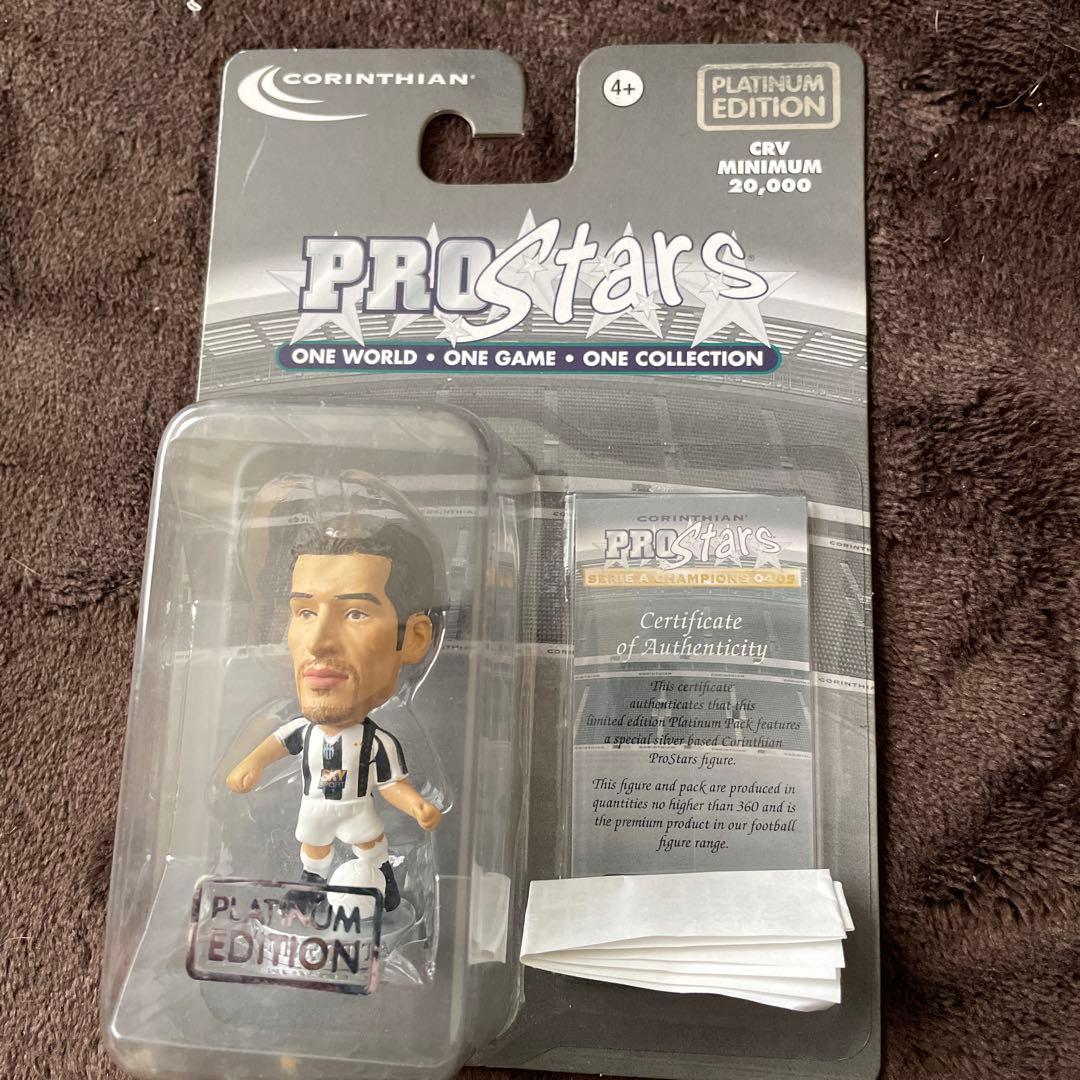 CORINTHIAN
4+
PLATINUM
EDITION
CRV
MINIMUM
20,000
PROStars
ONE WORLD • ONE GAME • ONE COLLECTION
CORINTHIAN
CORINTHIAN
PROStars
SERIE A CHAMPIONS 04/05
Certificate
of Authenticity
This certificate
authenticates that this
limited edition Platinum Pack features
a special silver based Corinthian
ProStars figure.
This figure and pack are produced in
quantities no higher than 360 and is
the premium product in our football
figure range.
SKY
PLATINUM
EDITION